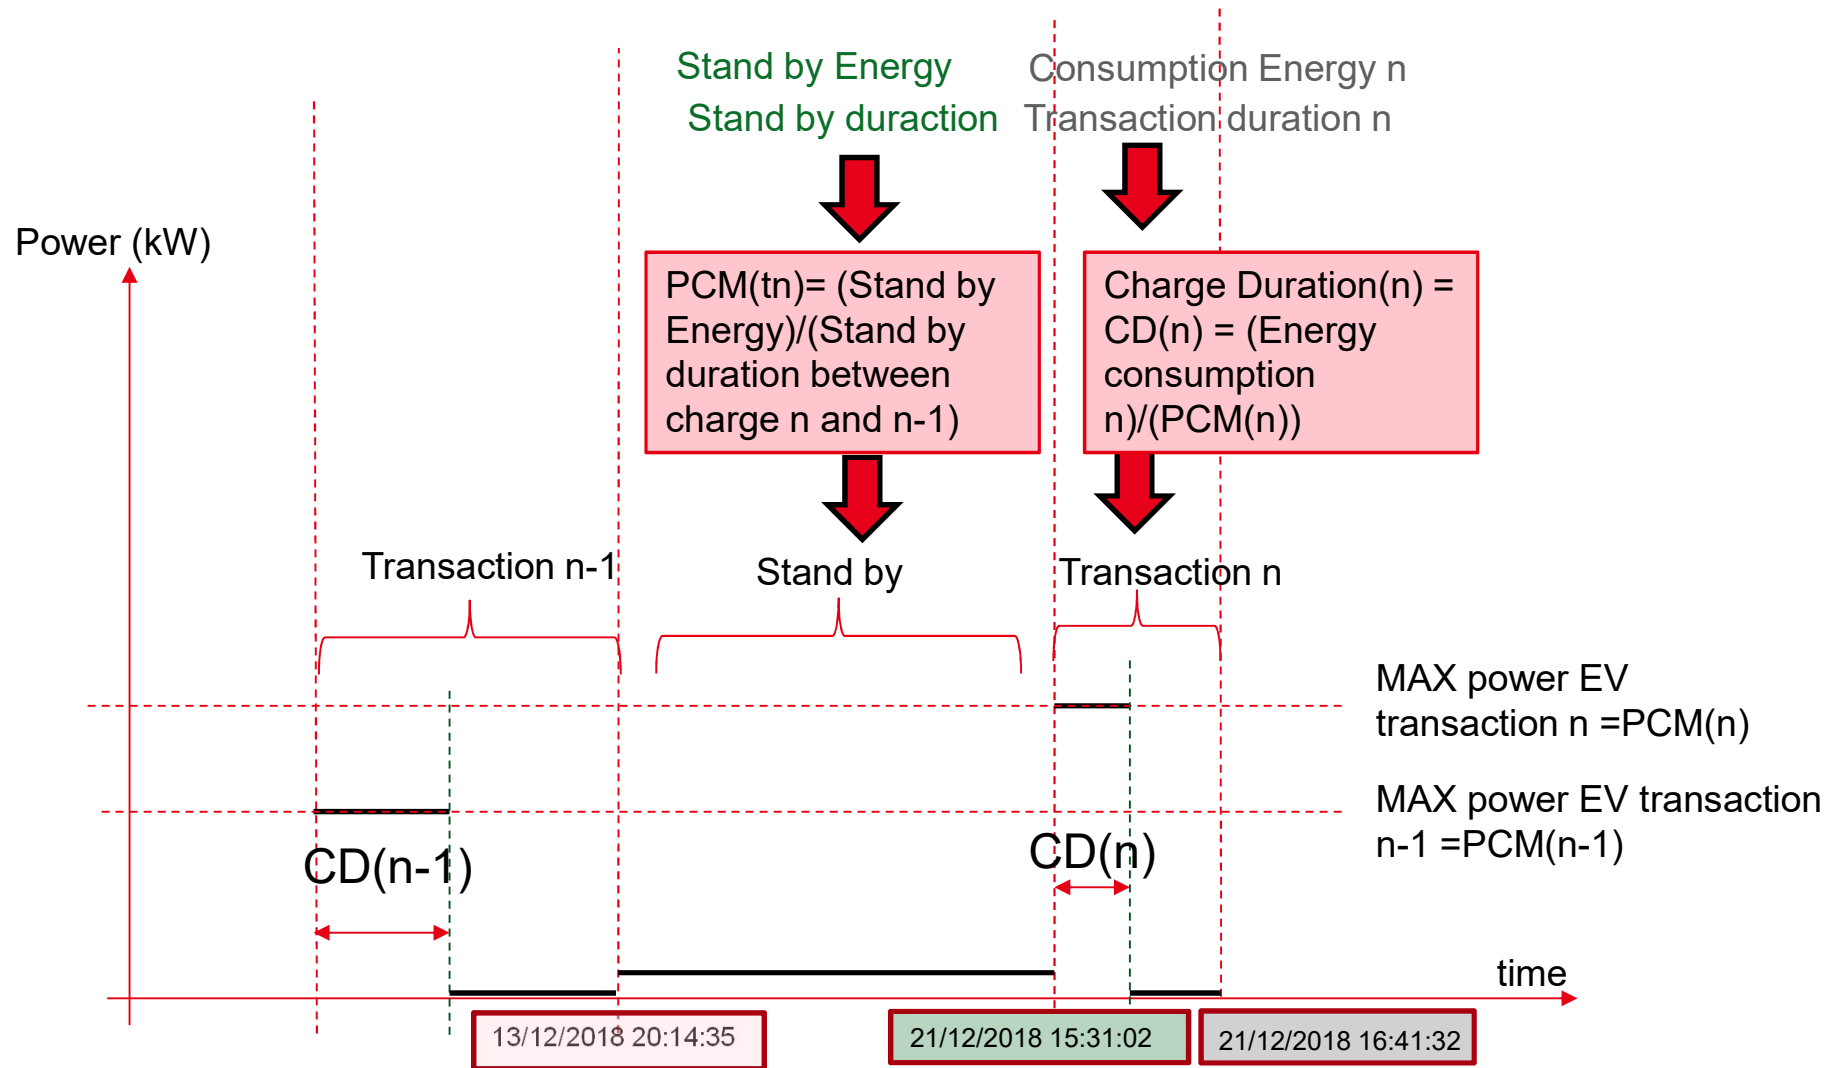 Stand by Energy
Stand by duraction
Consumption Energy n
Transaction duration n
Power (kW)
PCM(tn)= (Stand by
Energy)/(Stand by
duration between
charge n and n-1)
Charge Duration(n) =
CD(n) = (Energy
consumption
n)/(PCM(n))
Transaction n-1
Stand by
Transaction n
MAX power EV
transaction n =PCM(n)
MAX power EV transaction
n-1 =PCM(n-1)
CD(n-1)
CD(n)
time
13/12/2018 20:14:35
21/12/2018 15:31:02
21/12/2018 16:41:32